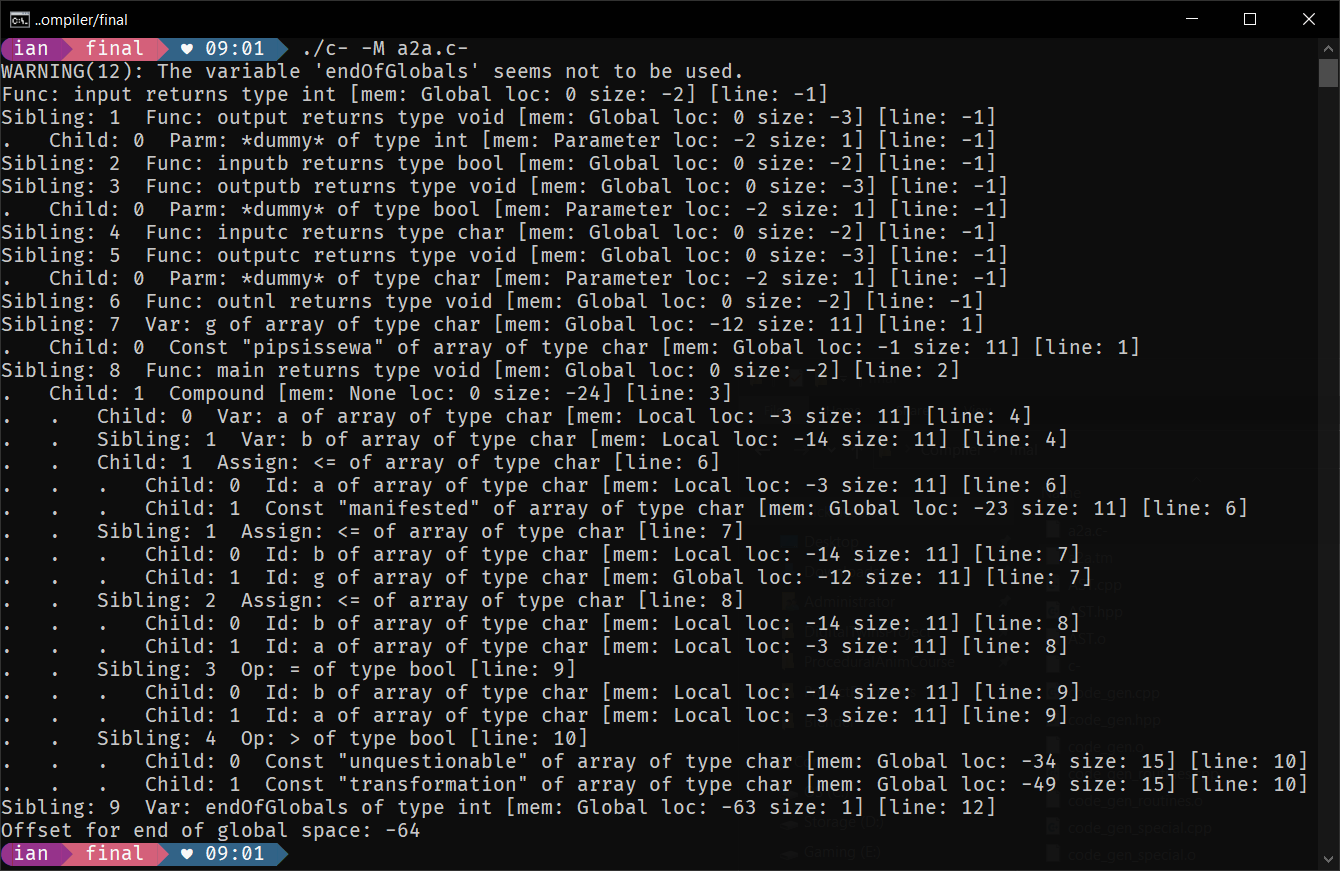 ..ompiler/final
ian final ♥ 09:01 ./c- -M a2a.c-
WARNING(12): The variable 'endOfGlobals' seems not to be used.
Func: input returns type int [mem: Global loc: 0 size: -2] [line: -1]
Sibling: 1  Func: output returns type void [mem: Global loc: 0 size: -3] [line: -1]
.   Child: 0  Parm: *dummy* of type int [mem: Parameter loc: -2 size: 1] [line: -1]
Sibling: 2  Func: inputb returns type bool [mem: Global loc: 0 size: -2] [line: -1]
Sibling: 3  Func: outputb returns type void [mem: Global loc: 0 size: -3] [line: -1]
.   Child: 0  Parm: *dummy* of type bool [mem: Parameter loc: -2 size: 1] [line: -1]
Sibling: 4  Func: inputc returns type char [mem: Global loc: 0 size: -2] [line: -1]
Sibling: 5  Func: outputc returns type void [mem: Global loc: 0 size: -3] [line: -1]
.   Child: 0  Parm: *dummy* of type char [mem: Parameter loc: -2 size: 1] [line: -1]
Sibling: 6  Func: outnl returns type void [mem: Global loc: 0 size: -2] [line: -1]
Sibling: 7  Var: g of array of type char [mem: Global loc: -12 size: 11] [line: 1]
.   Child: 0  Const "pipsissewa" of array of type char [mem: Global loc: -1 size: 11] [line: 1]
Sibling: 8  Func: main returns type void [mem: Global loc: 0 size: -2] [line: 2]
.   Child: 1  Compound [mem: None loc: 0 size: -24] [line: 3]
.   .   Child: 0  Var: a of array of type char [mem: Local loc: -3 size: 11] [line: 4]
.   .   Sibling: 1  Var: b of array of type char [mem: Local loc: -14 size: 11] [line: 4]
.   .   Child: 1  Assign: <= of array of type char [line: 6]
.   .   .   Child: 0  Id: a of array of type char [mem: Local loc: -3 size: 11] [line: 6]
.   .   .   Child: 1  Const "manifested" of array of type char [mem: Global loc: -23 size: 11] [line: 6]
.   .   Sibling: 1  Assign: <= of array of type char [line: 7]
.   .   .   Child: 0  Id: b of array of type char [mem: Local loc: -14 size: 11] [line: 7]
.   .   .   Child: 1  Id: g of array of type char [mem: Global loc: -12 size: 11] [line: 7]
.   .   Sibling: 2  Assign: <= of array of type char [line: 8]
.   .   .   Child: 0  Id: b of array of type char [mem: Local loc: -14 size: 11] [line: 8]
.   .   .   Child: 1  Id: a of array of type char [mem: Local loc: -3 size: 11] [line: 8]
.   .   Sibling: 3  Op: = of type bool [line: 9]
.   .   .   Child: 0  Id: b of array of type char [mem: Local loc: -14 size: 11] [line: 9]
.   .   .   Child: 1  Id: a of array of type char [mem: Local loc: -3 size: 11] [line: 9]
.   .   Sibling: 4  Op: > of type bool [line: 10]
.   .   .   Child: 0  Const "unquestionable" of array of type char [mem: Global loc: -34 size: 15] [line: 10]
.   .   .   Child: 1  Const "transformation" of array of type char [mem: Global loc: -49 size: 15] [line: 10]
Sibling: 9  Var: endOfGlobals of type int [mem: Global loc: -63 size: 1] [line: 12]
Offset for end of global space: -64
ian final ♥ 09:01